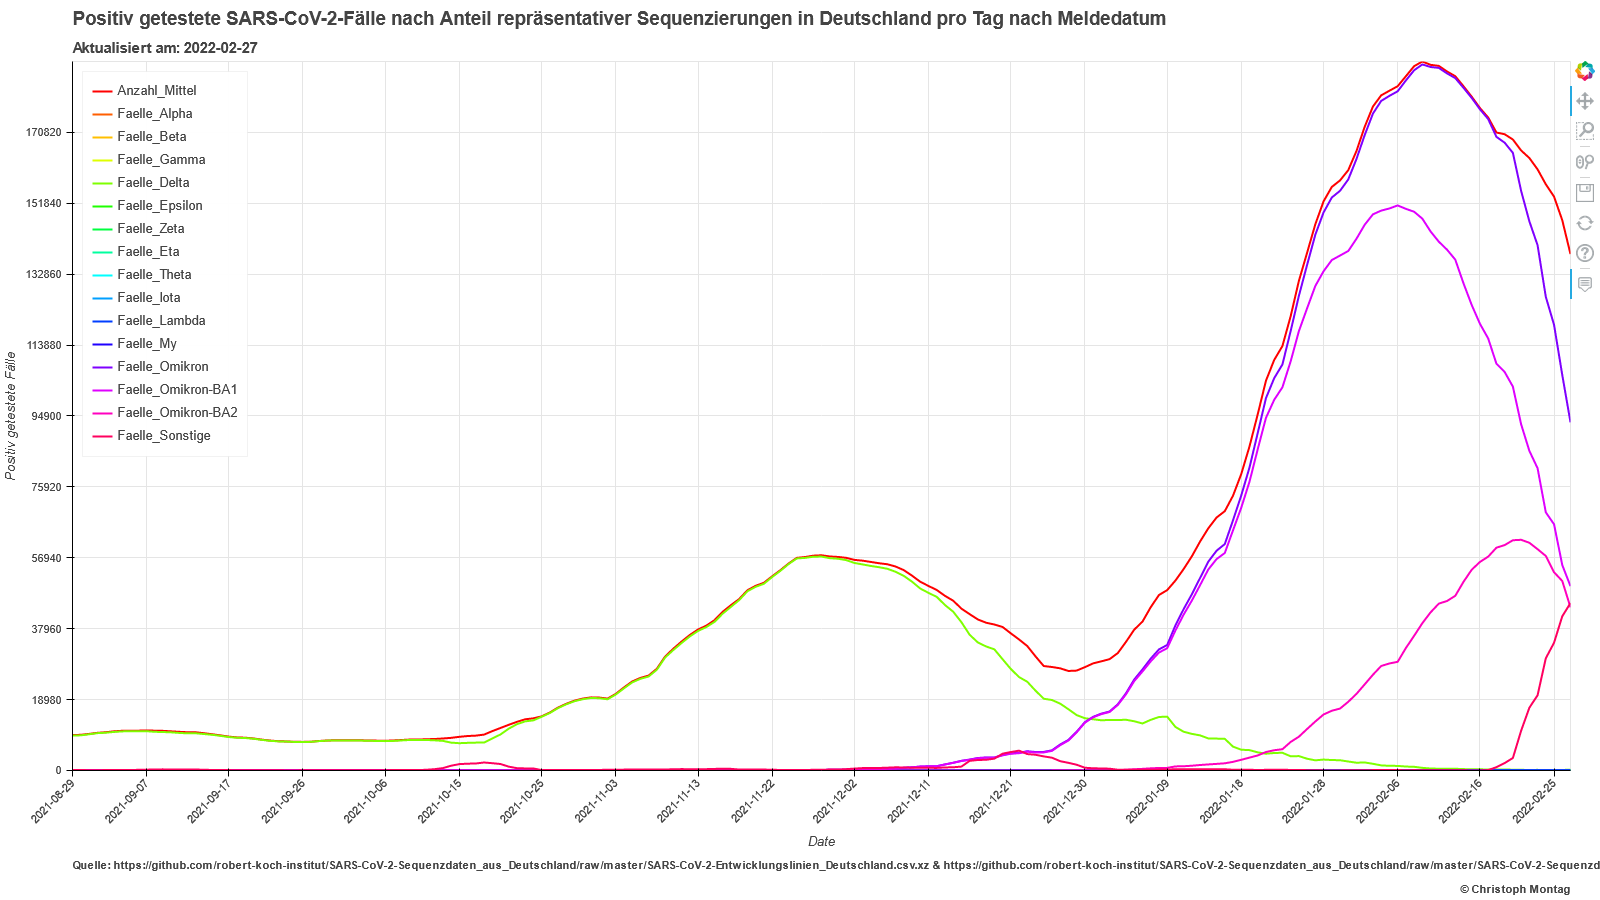 Positiv getestete SARS-CoV-2-Fälle nach Anteil repräsentativer Sequenzierungen in Deutschland pro Tag nach Meldedatum
Aktualisiert am: 2022-02-27
Anzahl_Mittel
Faelle_Alpha
Faelle_Beta
Faelle_Gamma
Faelle_Delta
Faelle_Epsilon
Faelle_Zeta
Faelle_Eta
Faelle_Theta
Faelle_Iota
Faelle_Lambda
Faelle_My
Faelle_Omikron
Faelle_Omikron-BA1
Faelle_Omikron-BA2
Faelle_Sonstige
Positiv getestete Fälle
170820
151840
132860
113880
94900
75920
56940
37960
18980
0
2021-08-29
2021-09-07
2021-09-17
2021-09-26
2021-10-06
2021-10-15
2021-10-25
2021-11-03
2021-11-13
2021-11-22
2021-12-02
2021-12-11
2021-12-21
2021-12-30
2022-01-09
2022-01-18
2022-01-28
2022-02-06
2022-02-16
2022-02-25
Date
Quelle: https://github.com/robert-koch-institut/SARS-CoV-2-Sequenzdaten_aus_Deutschland/raw/master/SARS-CoV-2-Entwicklungslinien_Deutschland.csv.xz & https://github.com/robert-koch-institut/SARS-CoV-2-Sequenzdaten_aus_Deutschland/raw/master/SARS-CoV-2-Sequenzd
© Christoph Montag